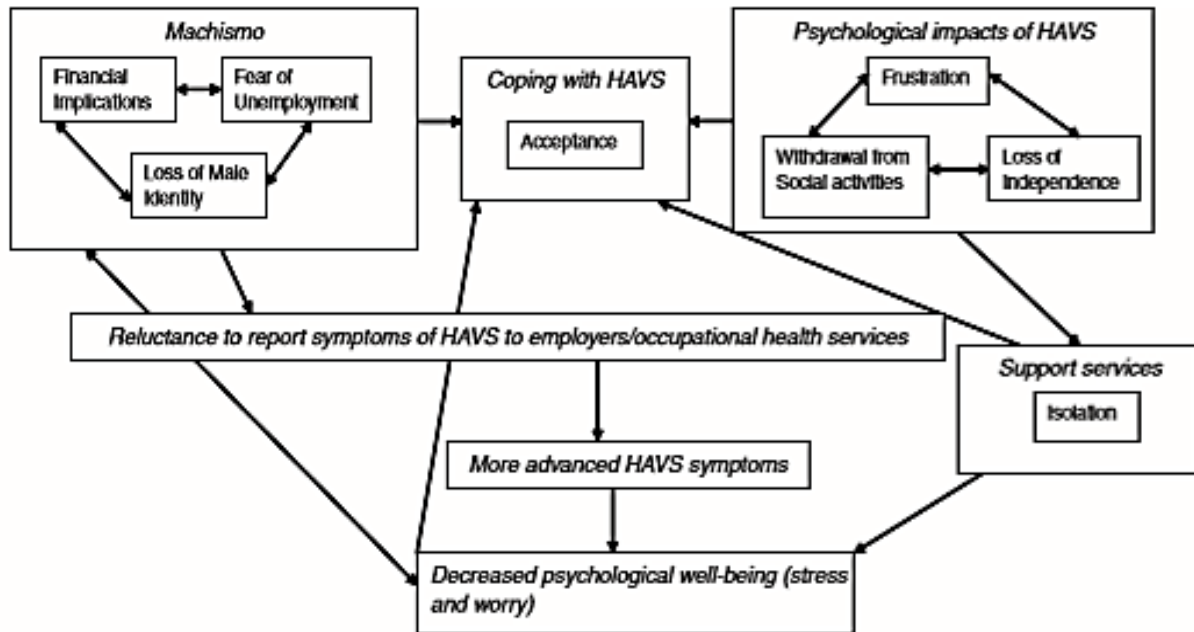 Machismo
Financial
Implications
Fear of
Unemployment
Loss of Male
Identity
Coping with HAVS
Acceptance
Psychological impacts of HAVS
Frustration
Withdrawal from
Social activities
Loss of
Independence
Reluctance to report symptoms of HAVS to employers/occupational health services
Support services
Isolation
More advanced HAVS symptoms
Decreased psychological well-being (stress
and worry)